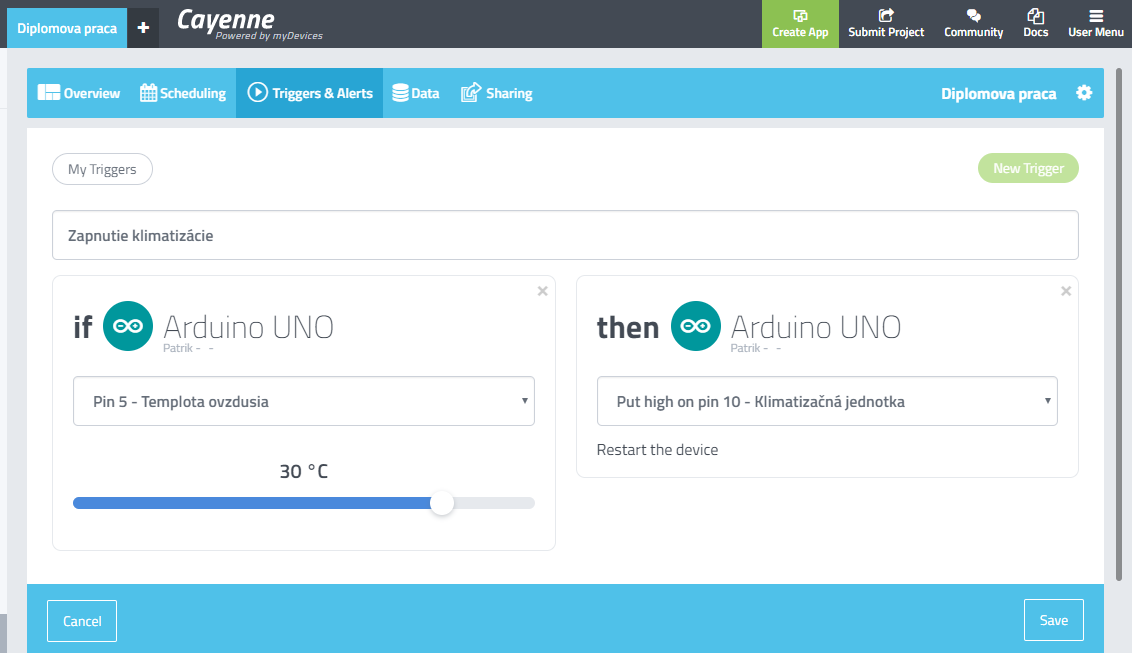 Diplomova praca
+
Cayenne
Powered by myDevices
Create App
Submit Project
Community
Docs
User Menu
Overview
Scheduling
Triggers & Alerts
Data
Sharing
Diplomova praca
My Triggers
New Trigger
Zapnutie klimatizácie
if
Arduino UNO
Patrik - -
Pin 5 - Templota ovzdusia
30 °C
then
Arduino UNO
Patrik - -
Put high on pin 10 - Klimatizačná jednotka
Restart the device
Cancel
Save